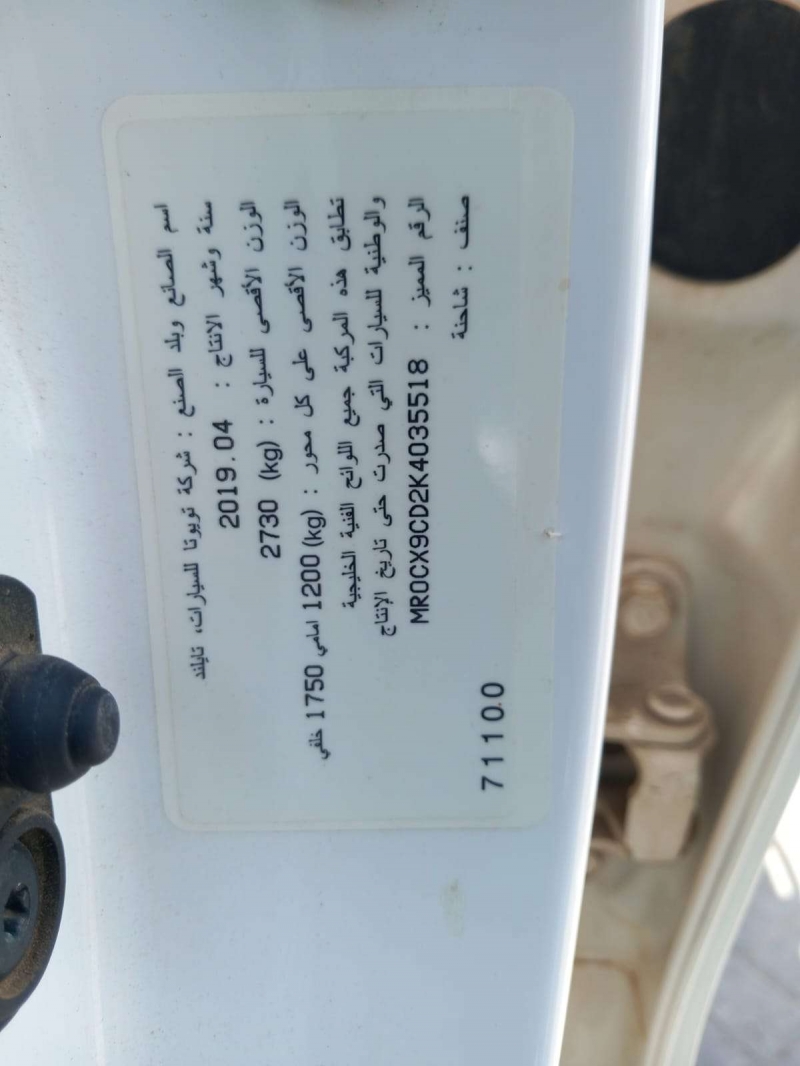 اسم الصانع وبلد الصنع : شركة تويوتا للسيارات، تايلند
سنة وشهر الانتاج : 2019.04
الوزن الأقصى للسيارة : (kg) 2730
الوزن الأقصى على كل محور : (kg) 1200 امامي 1750 خلفي
تطابق هذه المركبة جميع اللوائح الفنية الخليجية
والوطنية للسيارات التي صدرت حتى تاريخ الإنتاج
الرقم المميز : MR0CX9CD2K4035518
صنف : شاحنة
71100